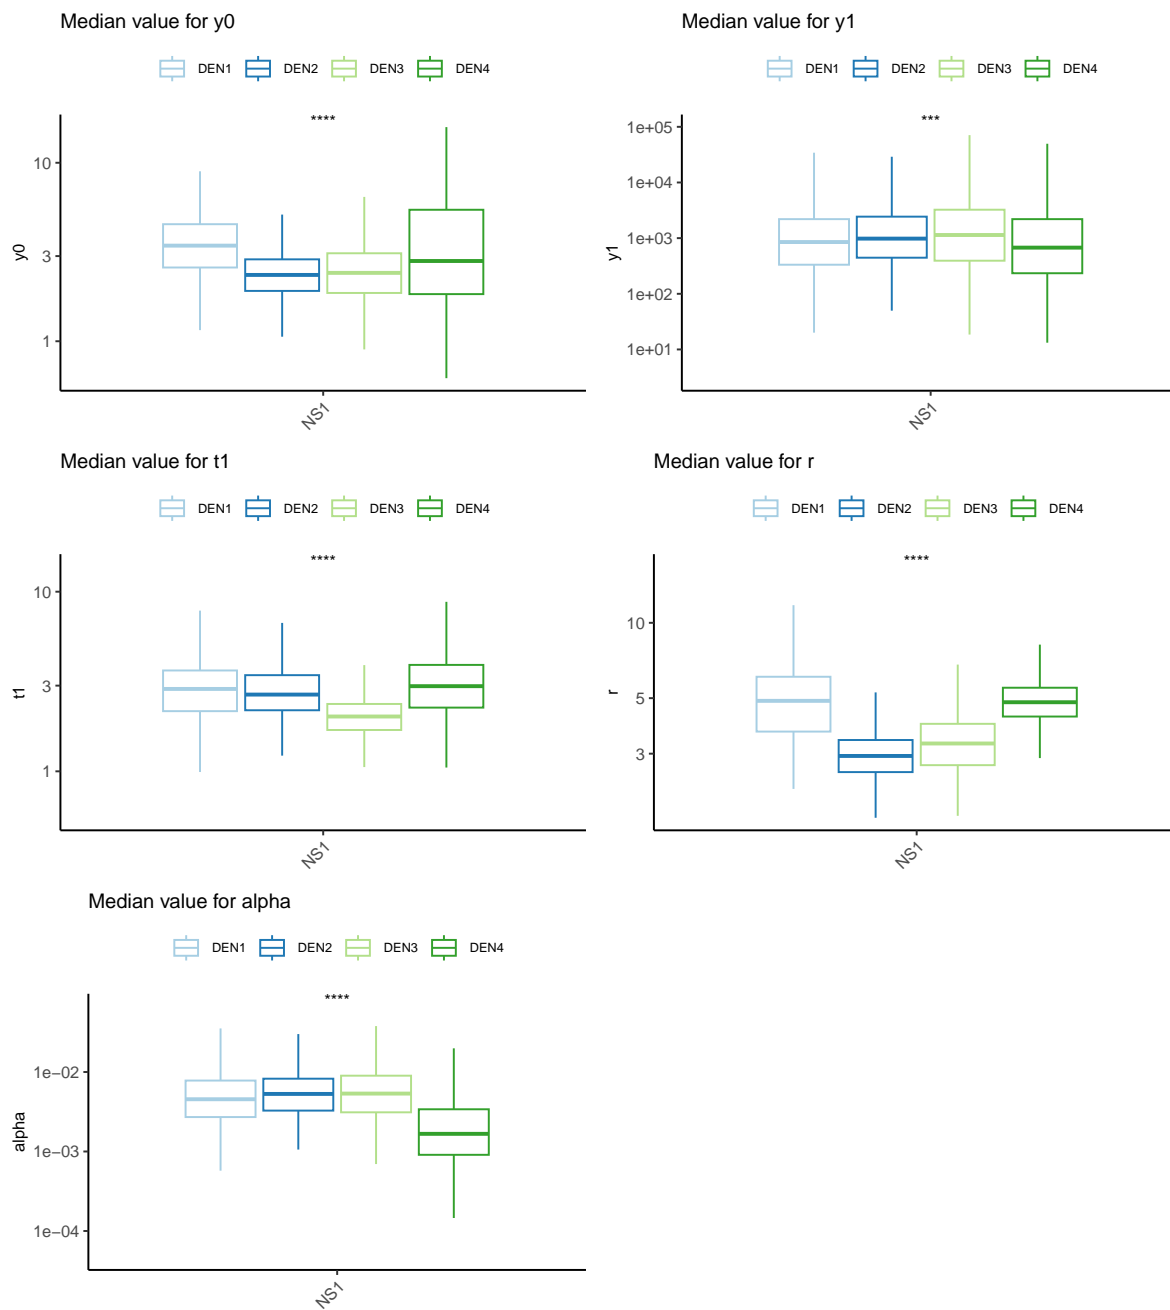 Median value for y0
DEN1 DEN2 DEN3 DEN4
****
10
3
1
y0
NS1
Median value for y1
DEN1 DEN2 DEN3 DEN4
***
1e+05
1e+04
1e+03
1e+02
1e+01
y1
NS1
Median value for t1
DEN1 DEN2 DEN3 DEN4
****
10
3
1
t1
NS1
Median value for r
DEN1 DEN2 DEN3 DEN4
****
10
5
3
r
NS1
Median value for alpha
DEN1 DEN2 DEN3 DEN4
****
1e−02
1e−03
1e−04
alpha
NS1